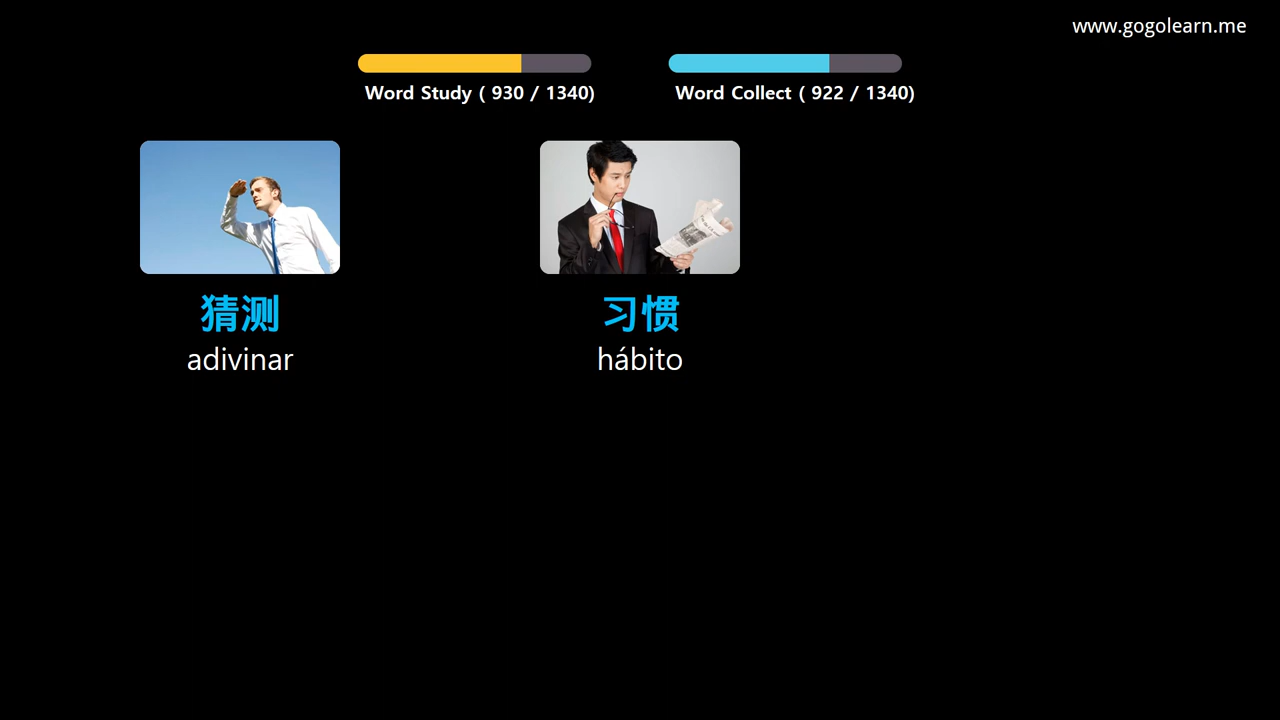 www.gogolearn.me
Word Study ( 930 / 1340)
Word Collect ( 922 / 1340)
猜测
adivinar
习惯
hábito